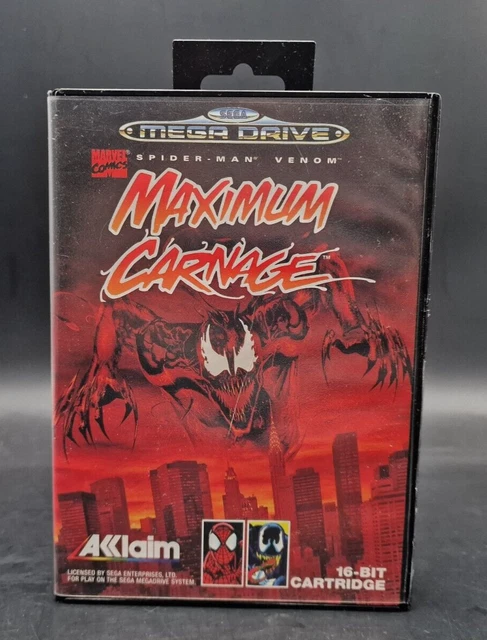 SEGA
MEGA DRIVE
MARVEL
COMICS
SPIDER-MAN® VENOM™
MAXIMUM
CARNAGE™
AKKlaim
LICENSED BY SEGA ENTERPRISES, LTD.
FOR PLAY ON THE SEGA MEGADRIVE SYSTEM.
16-BIT
CARTRIDGE